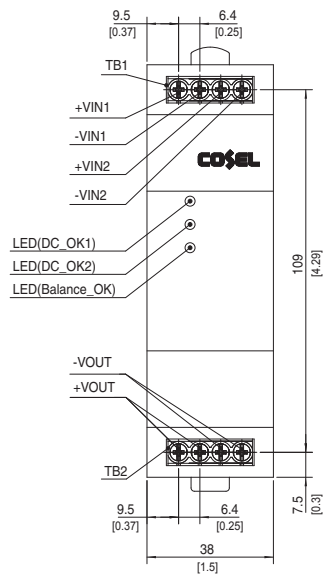 9.5
[0.37]
6.4
[0.25]
TB1
+VIN1
-VIN1
+VIN2
-VIN2
COSEL
LED(DC_OK1)
LED(DC_OK2)
LED(Balance_OK)
109
[4.29]
-VOUT
+VOUT
TB2
9.5
[0.37]
6.4
[0.25]
7.5
[0.3]
38
[1.5]